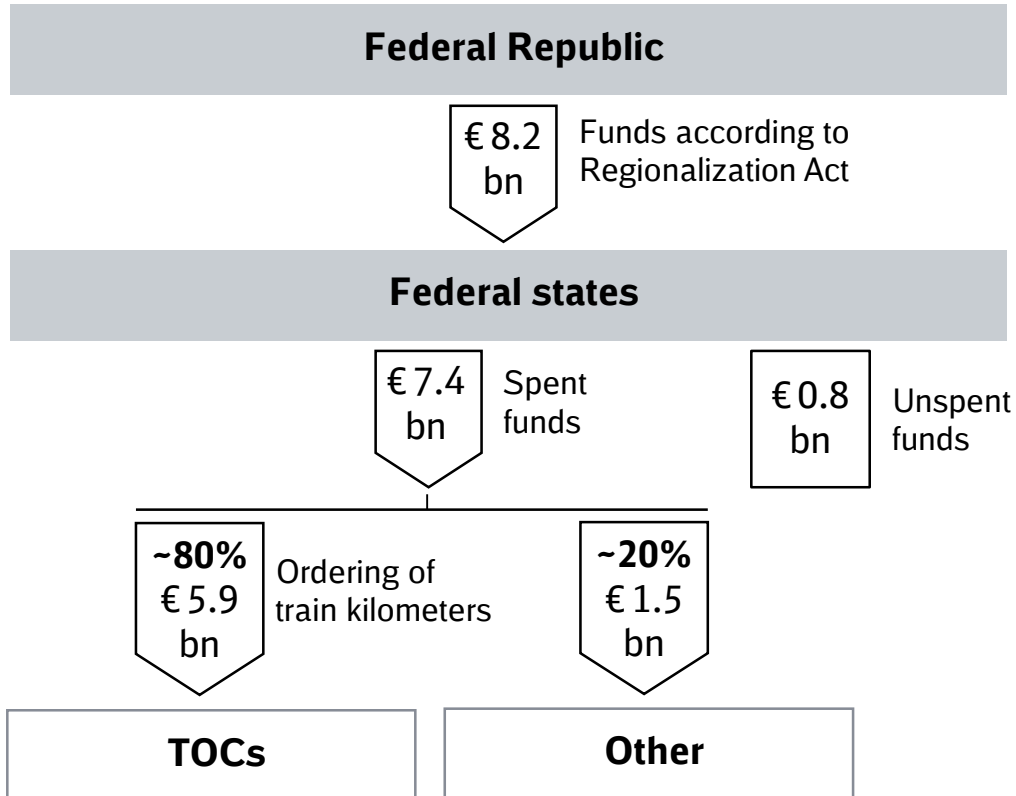 Federal Republic
€ 8.2
bn
Funds according to
Regionalization Act
Federal states
€ 7.4
bn
Spent
funds
€ 0.8
bn
Unspent
funds
~80%
€ 5.9
bn
Ordering of
train kilometers
~20%
€ 1.5
bn
TOCs
Other